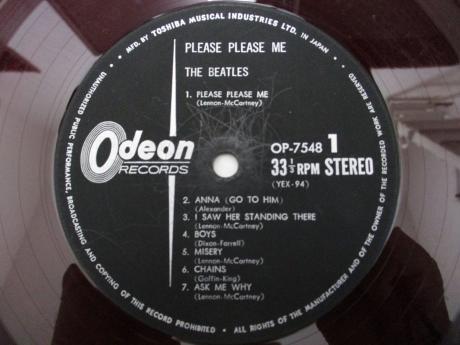 MFD. BY TOSHIBA MUSICAL INDUSTRIES LTD. IN JAPAN
PLEASE PLEASE ME
THE BEATLES
1. PLEASE PLEASE ME
(Lennon-McCartney)
Odeon
RECORDS
OP-7548 1
33⅓ RPM STEREO
(YEX-94)
2. ANNA (GO TO HIM)
(Alexander)
3. I SAW HER STANDING THERE
(Lennon-McCartney)
4. BOYS
(Dixon-Farrell)
5. MISERY
(Lennon-McCartney)
6. CHAINS
(Goffin-King)
7. ASK ME WHY
(Lennon-McCartney)
UNAUTHORIZED PUBLIC PERFORMANCE, BROADCASTING AND COPYING OF THIS RECORD PROHIBITED • ALL RIGHTS OF THE MANUFACTURER AND OF THE OWNER OF THE RECORDED WORK ARE RESERVED